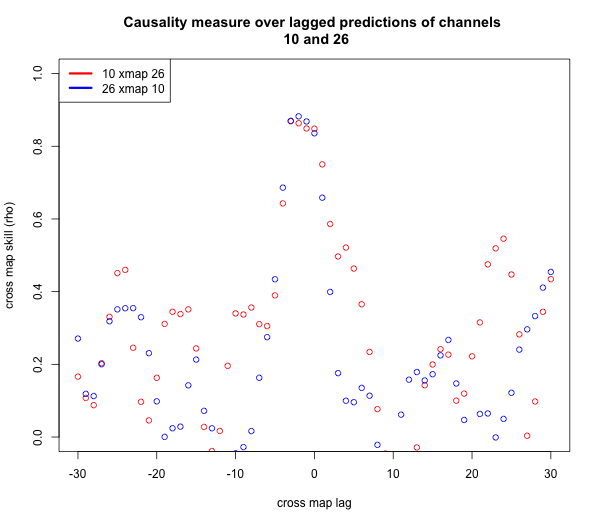 Causality measure over lagged predictions of channels
10 and 26
10 xmap 26
26 xmap 10
cross map skill (rho)
1.0
0.8
0.6
0.4
0.2
0.0
-30
-20
-10
0
10
20
30
cross map lag